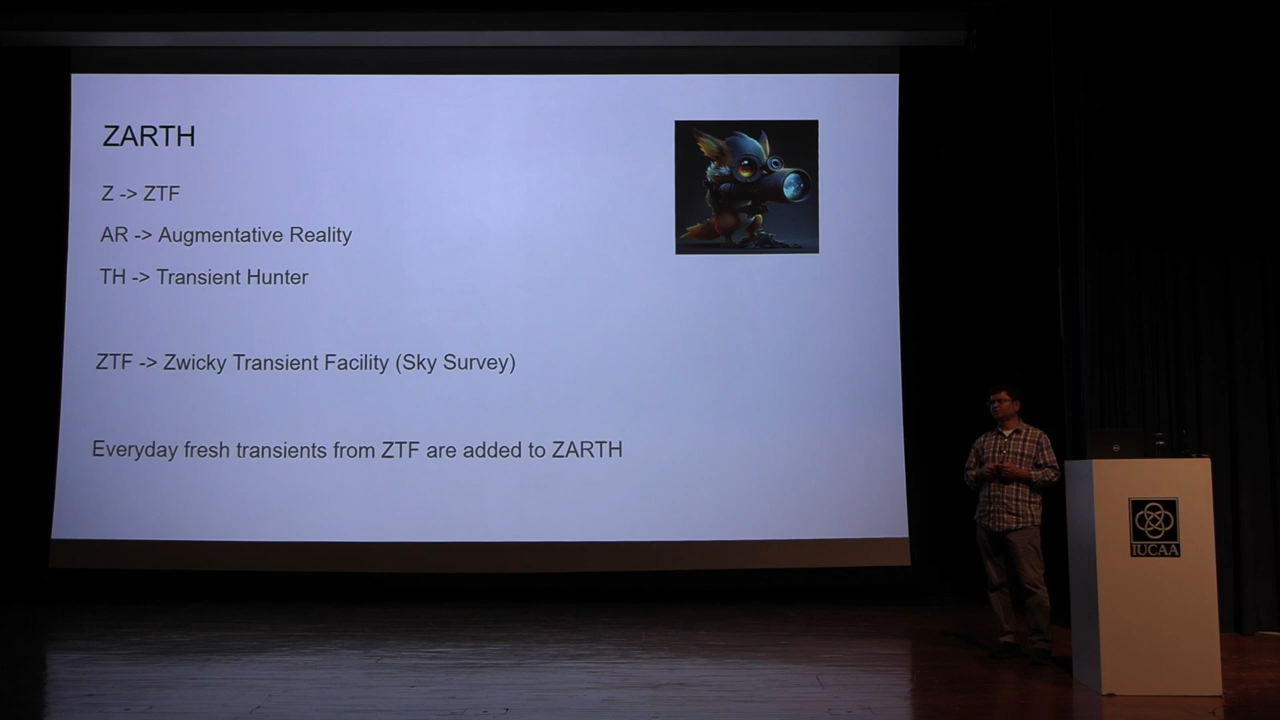 ZARTH
Z -> ZTF
AR -> Augmentative Reality
TH -> Transient Hunter
ZTF -> Zwicky Transient Facility (Sky Survey)
Everyday fresh transients from ZTF are added to ZARTH
IUCAA